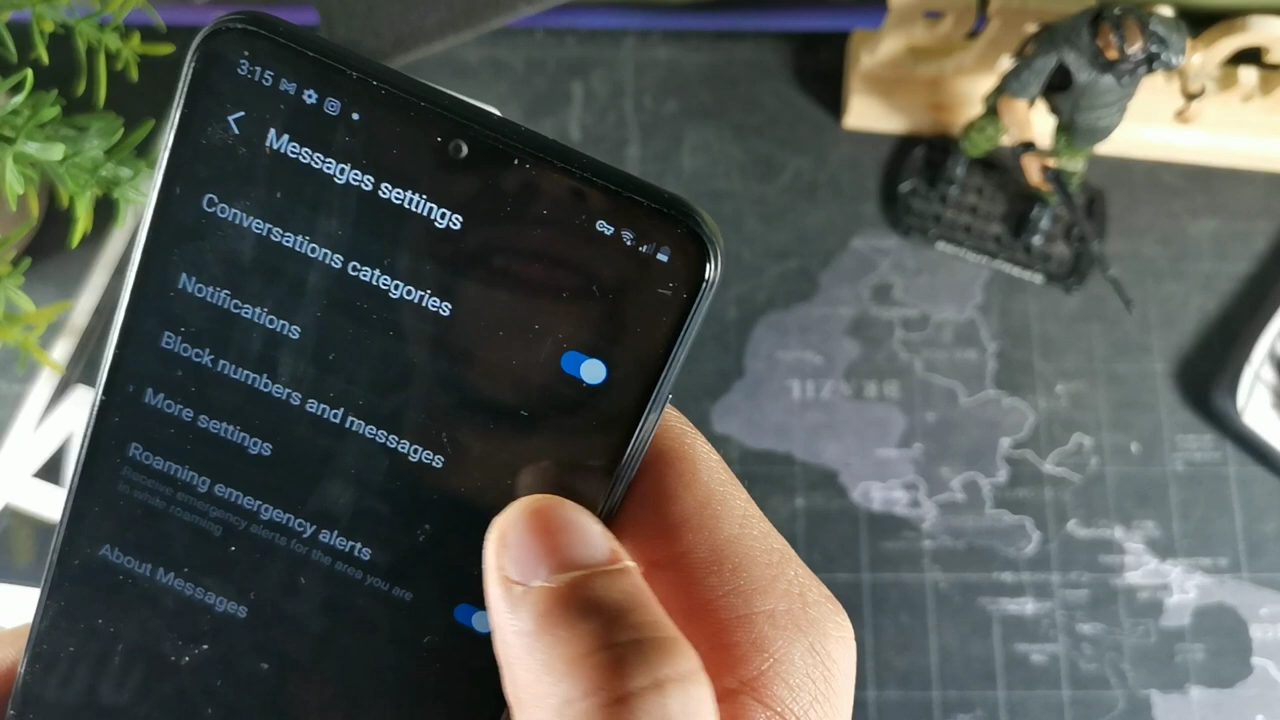 3:15
Messages settings
Conversations categories
Notifications
Block numbers and messages
More settings
Roaming emergency alerts
Receive emergency alerts for the area you are
in while roaming
About Messages
BRAZIL